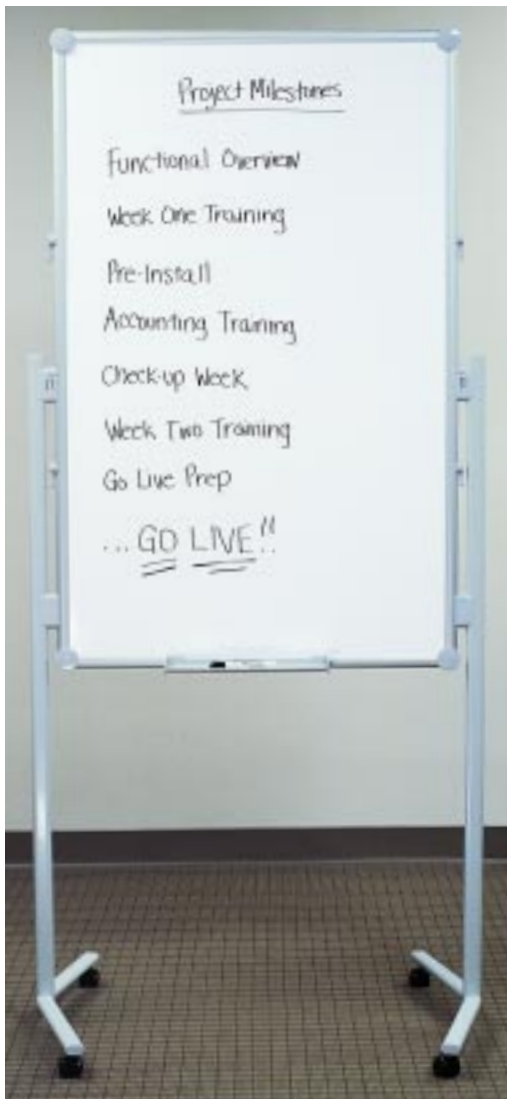 Project Milestones
Functional Overview
Week One Training
Pre-Install
Accounting Training
Check-up Week
Week Two Training
Go Live Prep
... GO LIVE!!